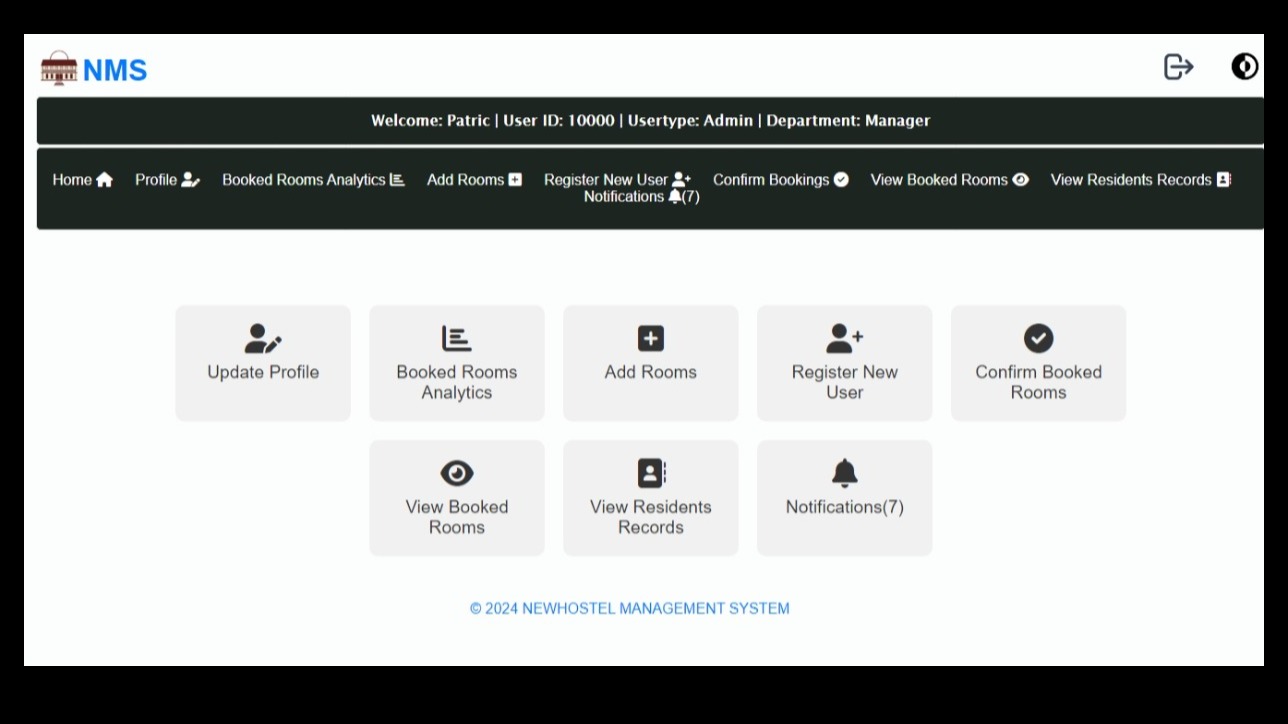 NMS
Welcome: Patric | User ID: 10000 | Usertype: Admin | Department: Manager
Home Profile Booked Rooms Analytics Add Rooms Register New User Confirm Bookings View Booked Rooms View Residents Records
Notifications (7)
Update Profile
Booked Rooms
Analytics
Add Rooms
Register New
User
Confirm Booked
Rooms
View Booked
Rooms
View Residents
Records
Notifications(7)
© 2024 NEWHOSTEL MANAGEMENT SYSTEM